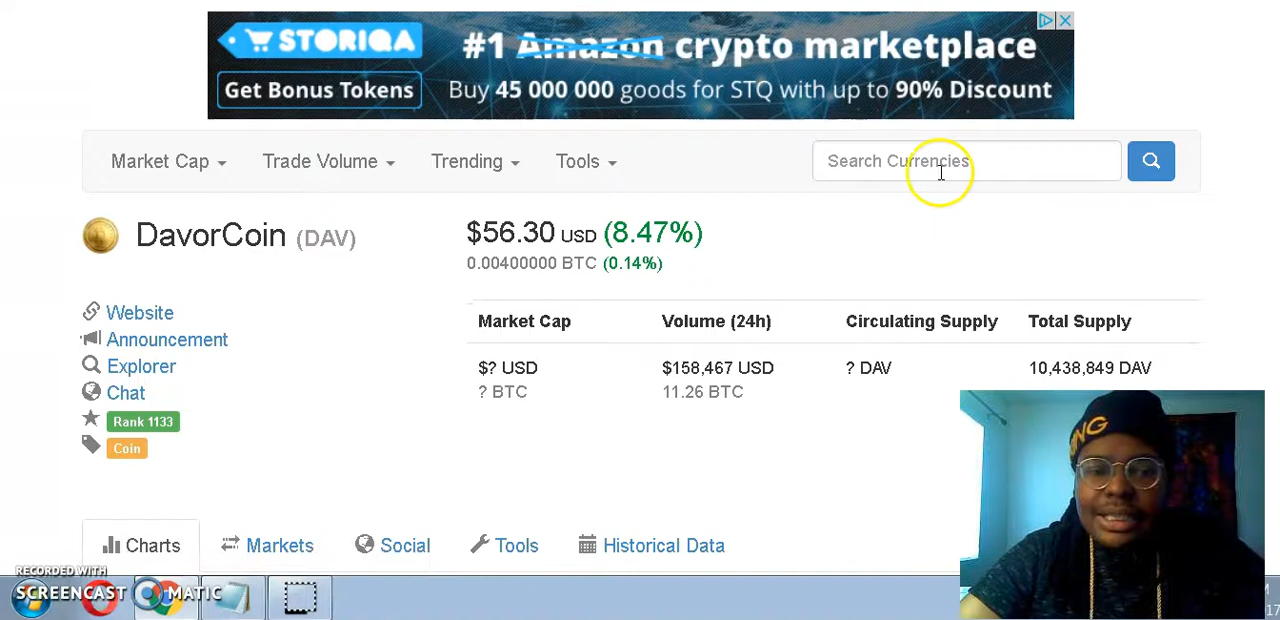 STORIQA
Get Bonus Tokens
#1 Amazon crypto marketplace
Buy 45 000 000 goods for STQ with up to 90% Discount
Market Cap
Trade Volume
Trending
Tools
Search Currencies
DavorCoin (DAV)
$56.30 USD (8.47%)
0.00400000 BTC (0.14%)
Website
Announcement
Explorer
Chat
Rank 1133
Coin
Market Cap Volume (24h) Circulating Supply Total Supply
$? USD $158,467 USD ? DAV 10,438,849 DAV
? BTC 11.26 BTC
Charts
Markets
Social
Tools
Historical Data
RECORDED WITH
SCREENCAST MATIC